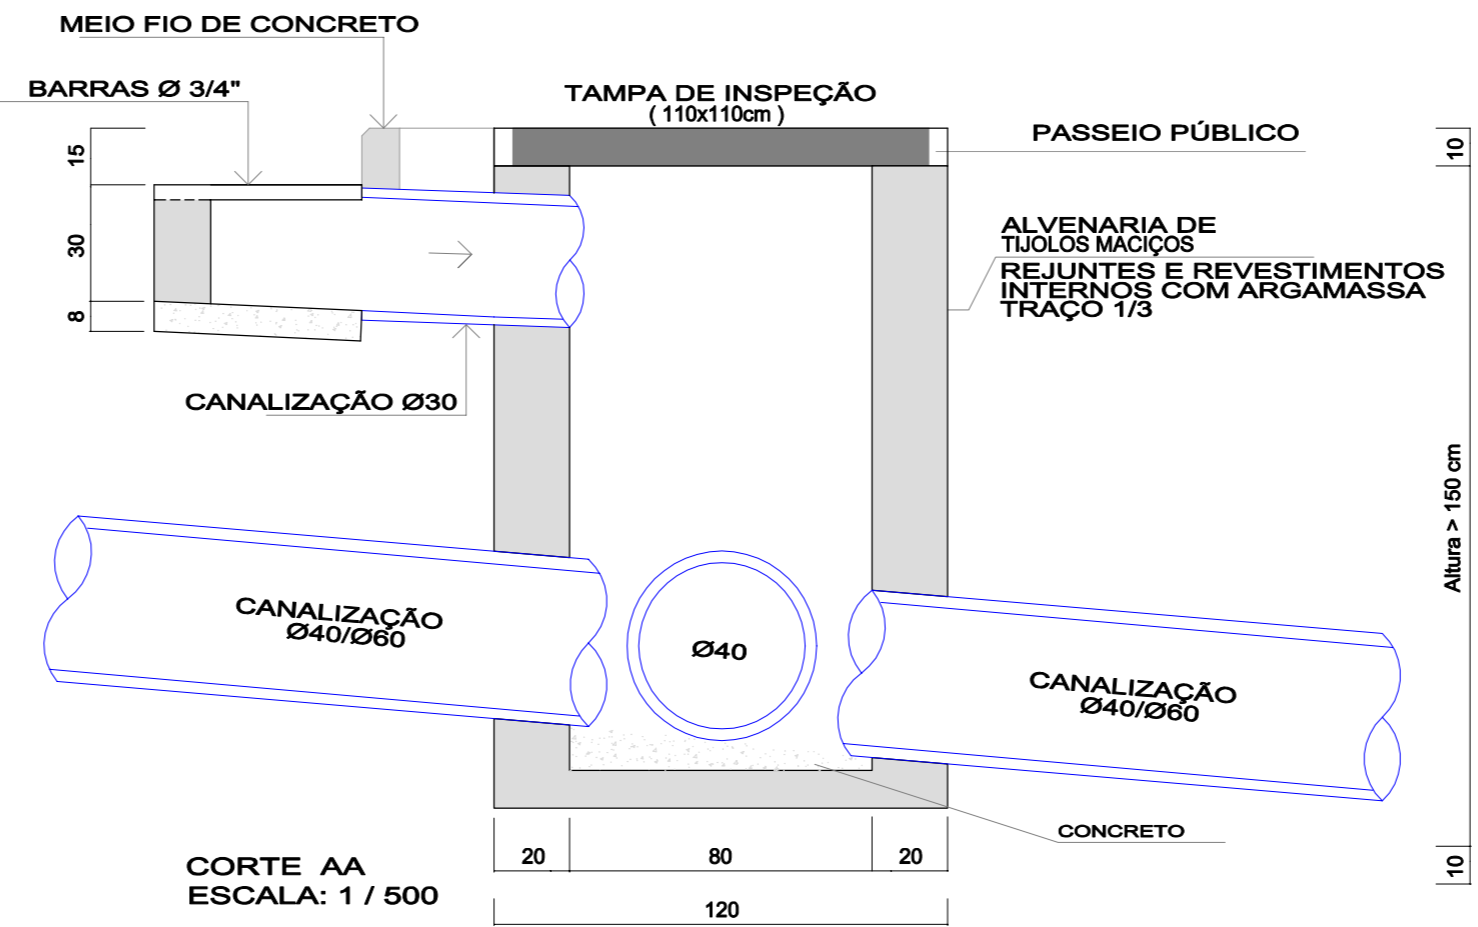 MEIO FIO DE CONCRETO
BARRAS Ø 3/4"
TAMPA DE INSPEÇÃO
( 110x110cm )
PASSEIO PÚBLICO
15
10
30
8
ALVENARIA DE
TIJOLOS MACIÇOS
REJUNTES E REVESTIMENTOS
INTERNOS COM ARGAMASSA
TRAÇO 1/3
CANALIZAÇÃO Ø30
Altura > 150 cm
CANALIZAÇÃO
Ø40/Ø60
Ø40
CANALIZAÇÃO
Ø40/Ø60
CONCRETO
20
80
20
10
CORTE AA
ESCALA: 1 / 500
120